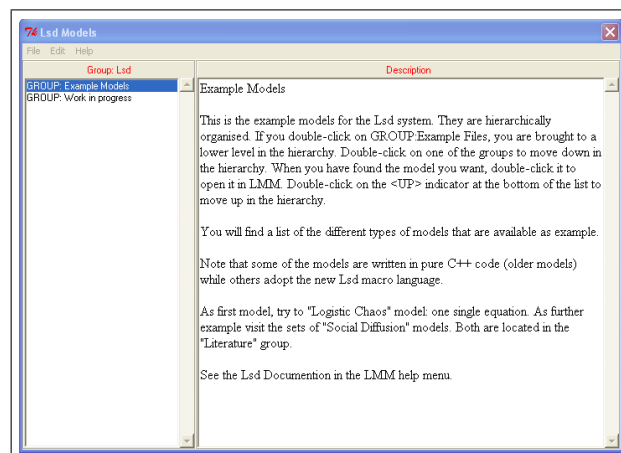 Lsd Models
File Edit Help
Group: Lsd
Description
GROUP: Example Models
GROUP: Work in progress
Example Models
This is the example models for the Lsd system. They are hierarchically
organised. If you double-click on GROUP:Example Files, you are brought to a
lower level in the hierarchy. Double-click on one of the groups to move down in
the hierarchy. When you have found the model you want, double-click it to
open it in LMM. Double-click on the <UP> indicator at the bottom of the list to
move up in the hierarchy.
You will find a list of the different types of models that are available as example.
Note that some of the models are written in pure C++ code (older models)
while others adopt the new Lsd macro language.
As first model, try to "Logistic Chaos" model: one single equation. As further
example visit the sets of "Social Diffusion" models. Both are located in the
"Literature" group.
See the Lsd Documention in the LMM help menu.